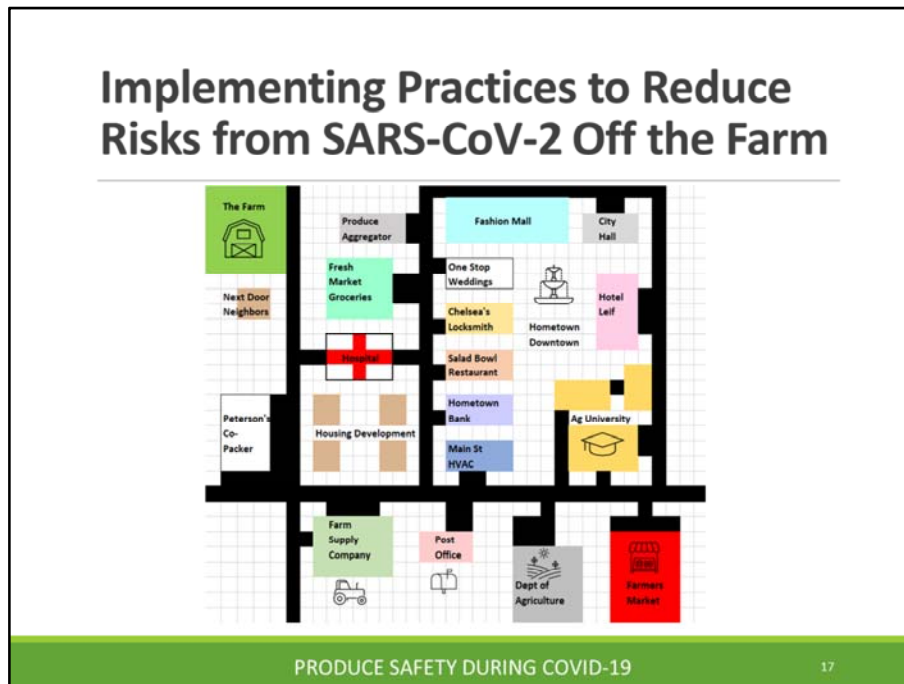 Implementing Practices to Reduce
Risks from SARS-CoV-2 Off the Farm
The Farm
Produce
Aggregator
Fashion Mall
City
Hall
Fresh
Market
Groceries
One Stop
Weddings
Next Door
Neighbors
Chelsea's
Locksmith
Hometown
Downtown
Hotel
Leif
Hospital
Salad Bowl
Restaurant
Peterson's
Co-
Packer
Housing Development
Hometown
Bank
Ag University
Main St
HVAC
Farm
Supply
Company
Post
Office
Dept of
Agriculture
Farmers
Market
PRODUCE SAFETY DURING COVID-19
17